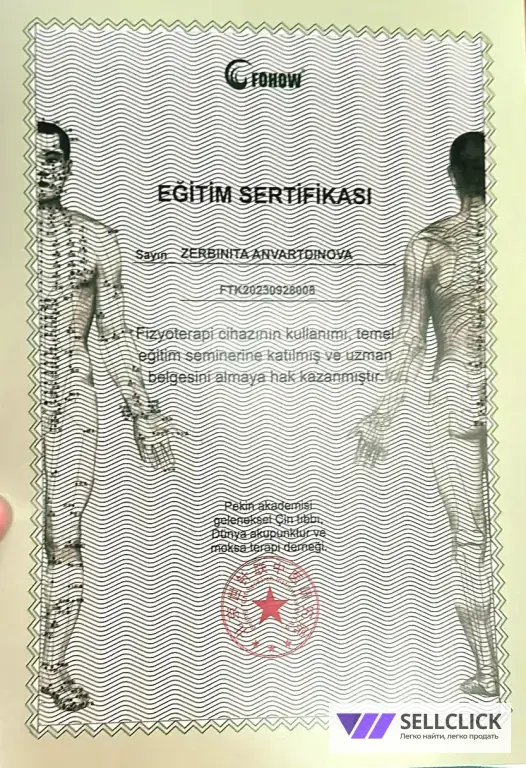 FOHOW
EĞİTİM SERTİFİKASI
Sayın ZERBINITA ANVARTDINOVA
FTK20230928008
Fizyoterapi cihazının kullanımı, temel
eğitim seminerine katılmış ve uzman
belgesini almaya hak kazanmıştır.
Pekin akademisi
geleneksel Çin tıbbı,
Dünya akupunktur ve
moksa terapi derneği.
SELLCLICK
Легко найти, легко продать